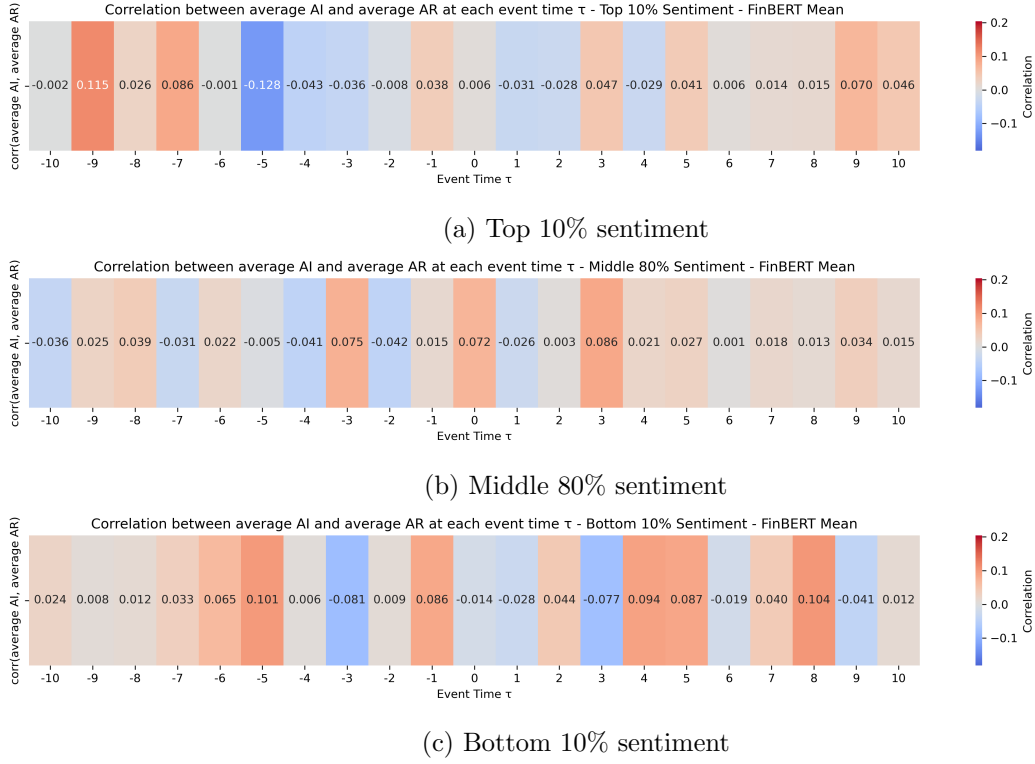 Correlation between average AI and average AR at each event time τ - Top 10% Sentiment - FinBERT Mean
corr(average AI, average AR)
-0.002 0.115 0.026 0.086 -0.001 -0.128 -0.043 -0.036 -0.008 0.038 0.006 -0.031 -0.028 0.047 -0.029 0.041 0.006 0.014 0.015 0.070 0.046
-10 -9 -8 -7 -6 -5 -4 -3 -2 -1 0 1 2 3 4 5 6 7 8 9 10
Event Time τ
0.2
0.1
0.0
−0.1
Correlation
(a) Top 10% sentiment
Correlation between average AI and average AR at each event time τ - Middle 80% Sentiment - FinBERT Mean
corr(average AI, average AR)
-0.036 0.025 0.039 -0.031 0.022 -0.005 -0.041 0.075 -0.042 0.015 0.072 -0.026 0.003 0.086 0.021 0.027 0.001 0.018 0.013 0.034 0.015
-10 -9 -8 -7 -6 -5 -4 -3 -2 -1 0 1 2 3 4 5 6 7 8 9 10
Event Time τ
0.2
0.1
0.0
−0.1
Correlation
(b) Middle 80% sentiment
Correlation between average AI and average AR at each event time τ - Bottom 10% Sentiment - FinBERT Mean
corr(average AI, average AR)
0.024 0.008 0.012 0.033 0.065 0.101 0.006 -0.081 0.009 0.086 -0.014 -0.028 0.044 -0.077 0.094 0.087 -0.019 0.040 0.104 -0.041 0.012
-10 -9 -8 -7 -6 -5 -4 -3 -2 -1 0 1 2 3 4 5 6 7 8 9 10
Event Time τ
0.2
0.1
0.0
−0.1
Correlation
(c) Bottom 10% sentiment